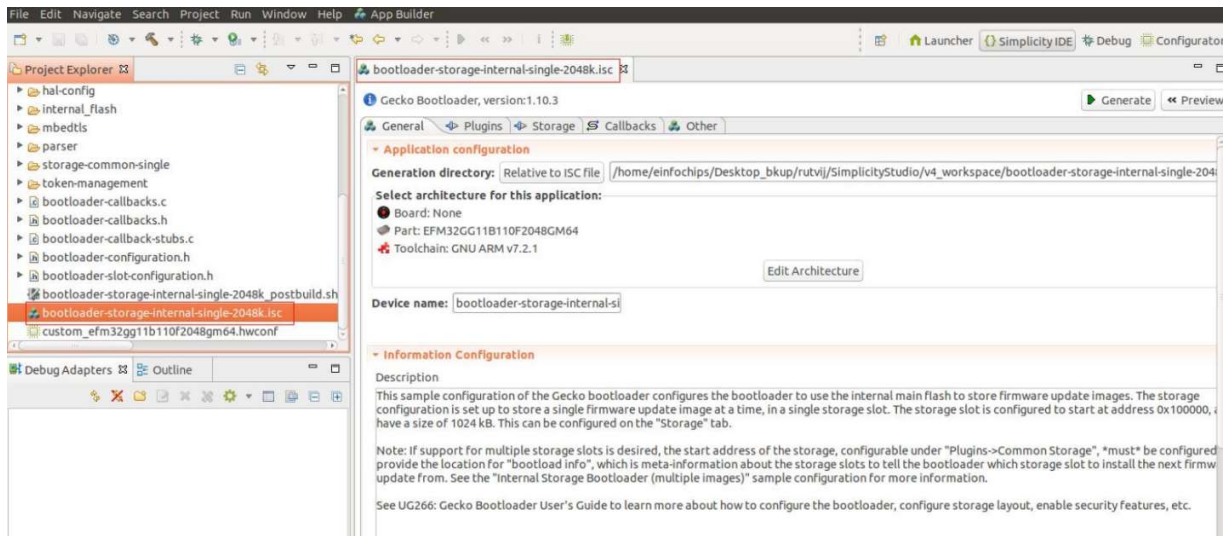 File Edit Navigate Search Project Run Window Help App Builder
Launcher Simplicity IDE Debug Configurator
Project Explorer
hal-config
internal_flash
mbedtls
parser
storage-common-single
token-management
bootloader-callbacks.c
bootloader-callbacks.h
bootloader-callback-stubs.c
bootloader-configuration.h
bootloader-slot-configuration.h
bootloader-storage-internal-single-2048k_postbuild.sh
bootloader-storage-internal-single-2048k.isc
custom_efm32gg11b110f2048gm64.hwconf
Debug Adapters Outline
bootloader-storage-internal-single-2048k.isc
Gecko Bootloader, version:1.10.3
Generate Preview
General Plugins Storage Callbacks Other
Application configuration
Generation directory: Relative to ISC file /home/einfochips/Desktop_bkup/rutvij/SimplicityStudio/v4_workspace/bootloader-storage-internal-single-204
Select architecture for this application:
Board: None
Part: EFM32GG11B110F2048GM64
Toolchain: GNU ARM v7.2.1
Edit Architecture
Device name: bootloader-storage-internal-si
Information Configuration
Description
This sample configuration of the Gecko bootloader configures the bootloader to use the internal main flash to store firmware update images. The storage
configuration is set up to store a single firmware update image at a time, in a single storage slot. The storage slot is configured to start at address 0x100000,
have a size of 1024 kB. This can be configured on the "Storage" tab.
Note: If support for multiple storage slots is desired, the start address of the storage, configurable under "Plugins->Common Storage", *must* be configured
provide the location for "bootload info", which is meta-information about the storage slots to tell the bootloader which storage slot to install the next firmw
update from. See the "Internal Storage Bootloader (multiple images)" sample configuration for more information.
See UG266: Gecko Bootloader User's Guide to learn more about how to configure the bootloader, configure storage layout, enable security features, etc.